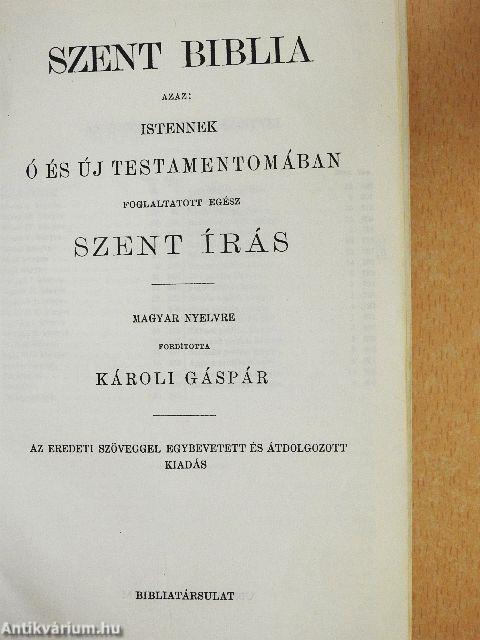 SZENT BIBLIA
AZAZ:
ISTENNEK
Ó ÉS ÚJ TESTAMENTOMÁBAN
FOGLALTATOTT EGÉSZ
SZENT ÍRÁS
MAGYAR NYELVRE
FORDÍTOTTA
KÁROLI GÁSPÁR
AZ EREDETI SZÖVEGGEL EGYBEVETETT ÉS ÁTDOLGOZOTT
KIADÁS
BIBLIATÁRSULAT
Antikvárium.hu